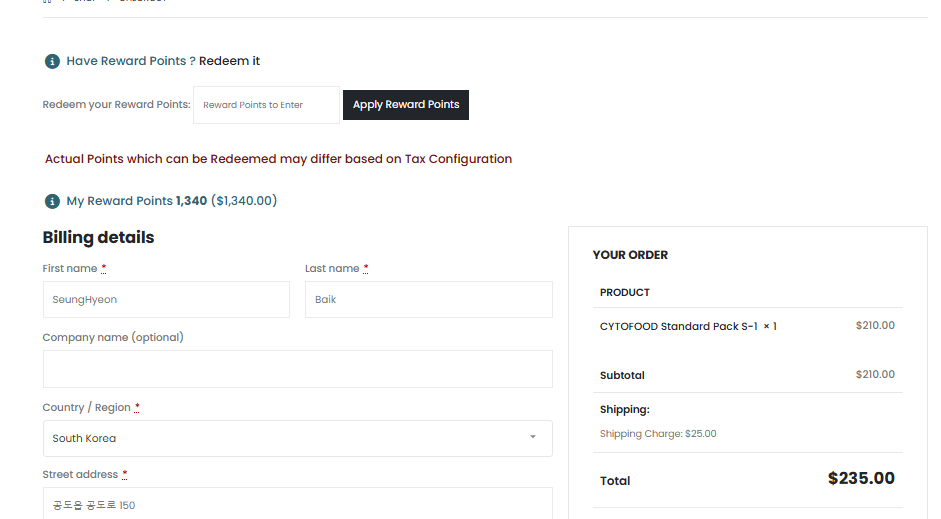 Have Reward Points ? Redeem it
Redeem your Reward Points: Reward Points to Enter Apply Reward Points
Actual Points which can be Redeemed may differ based on Tax Configuration
My Reward Points 1,340 ($1,340.00)
Billing details
First name *
Last name *
SeungHyeon
Baik
Company name (optional)
Country / Region *
South Korea
Street address *
공도읍 공도로 150
YOUR ORDER
PRODUCT
CYTOFOOD Standard Pack S-1 × 1 $210.00
Subtotal $210.00
Shipping:
Shipping Charge: $25.00
Total $235.00